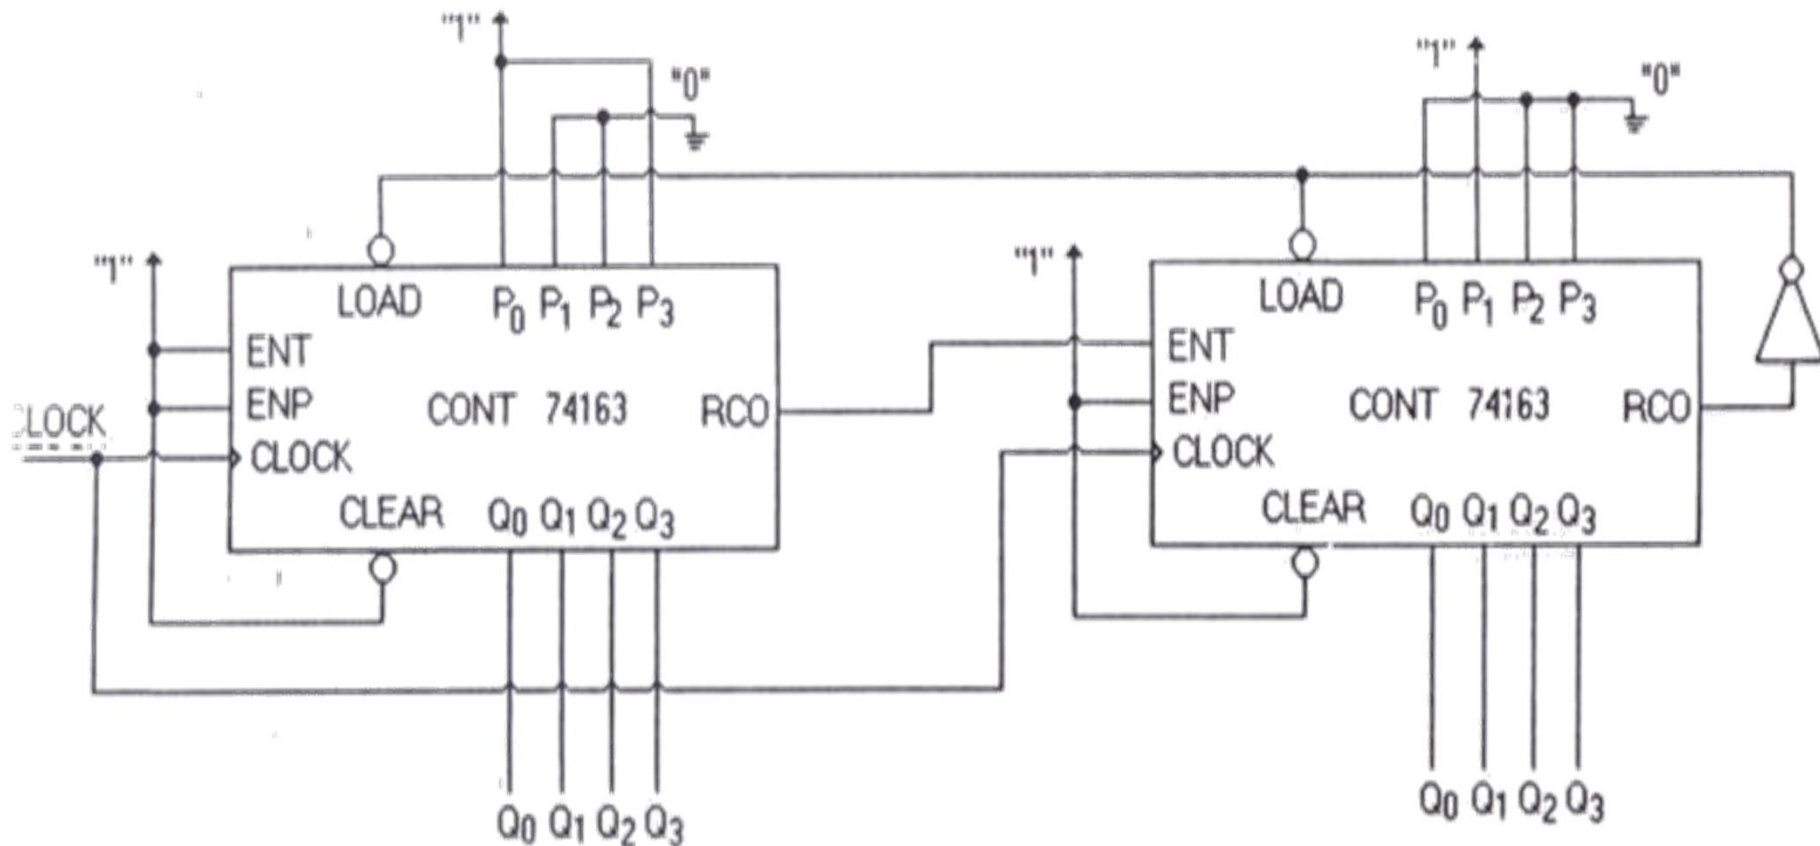 "1"
"0"
"1"
"0"
"1"
LOAD P0 P1 P2 P3
ENT
ENP
CLOCK
CONT 74163
RCO
CLEAR Q0 Q1 Q2 Q3
CLOCK
Q0 Q1 Q2 Q3
"1"
LOAD P0 P1 P2 P3
ENT
ENP
CLOCK
CONT 74163
RCO
CLEAR Q0 Q1 Q2 Q3
Q0 Q1 Q2 Q3